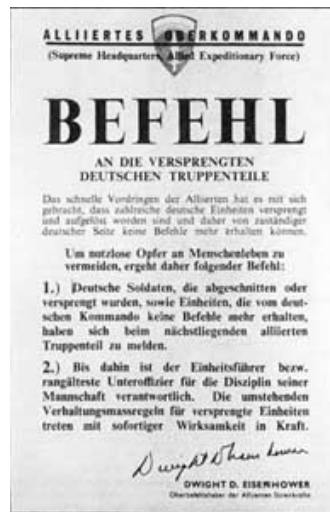 ALLIIERTES OBERKOMMANDO
(Supreme Headquarters, Allied Expeditionary Force)
BEFEHL
AN DIE VERSPRENGTEN
DEUTSCHEN TRUPPENTEILE
Das schnelle Vordringen der Alliierten hat es mit sich
gebracht, dass zahlreiche deutsche Einheiten versprengt
und aufgelöst worden sind und daher von zuständiger
deutscher Seite keine Befehle mehr erhalten können.
Um nutzlose Opfer an Menschenleben zu
vermeiden, ergeht daher folgender Befehl:
1.) Deutsche Soldaten, die abgeschnitten oder
versprengt wurden, sowie Einheiten, die vom deut-
schen Kommando keine Befehle mehr erhalten,
haben sich beim nächstliegenden alliierten
Truppenteil zu melden.
2.) Bis dahin ist der Einheitsführer bezw.
rangälteste Unteroffizier für die Disziplin seiner
Mannschaft verantwortlich. Die umstehenden
Verhaltungsmassregeln für versprengte Einheiten
treten mit sofortiger Wirksamkeit in Kraft.
Dwight D Eisenhower
DWIGHT D. EISENHOWER
Oberbefehlshaber der Alliierten Streitkräfte